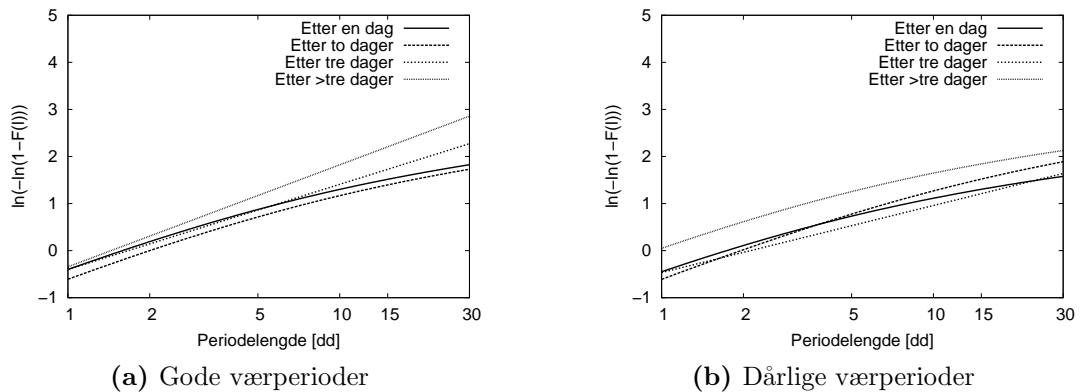 5
4
3
2
1
0
−1
ln(−ln(1−F(l)))
Etter en dag
Etter to dager
Etter tre dager
Etter >tre dager
1 2 5 10 15 30
Periodelengde [dd]
(a) Gode værperioder
5
4
3
2
1
0
−1
ln(−ln(1−F(l)))
Etter en dag
Etter to dager
Etter tre dager
Etter >tre dager
1 2 5 10 15 30
Periodelengde [dd]
(b) Dårlige værperioder